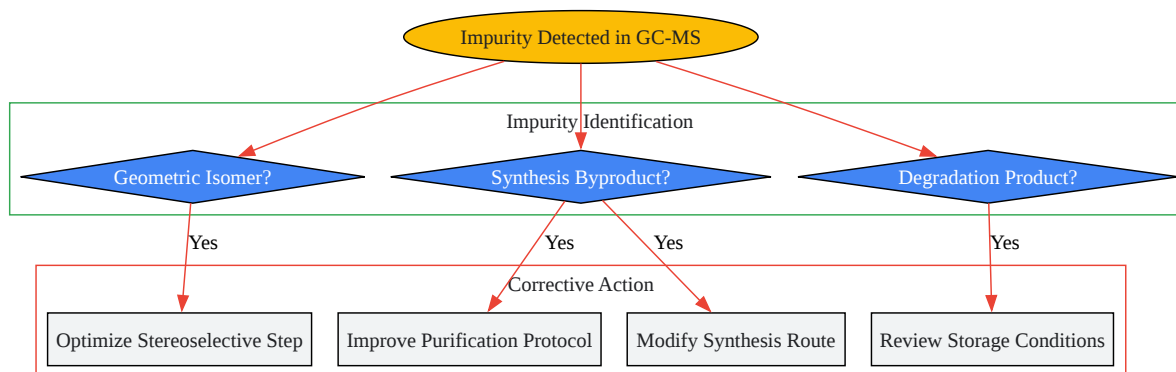 Impurity Detected in GC-MS
Impurity Identification
Geometric Isomer?
Synthesis Byproduct?
Degradation Product?
Yes
Yes
Yes
Yes
Corrective Action
Optimize Stereoselective Step
Improve Purification Protocol
Modify Synthesis Route
Review Storage Conditions